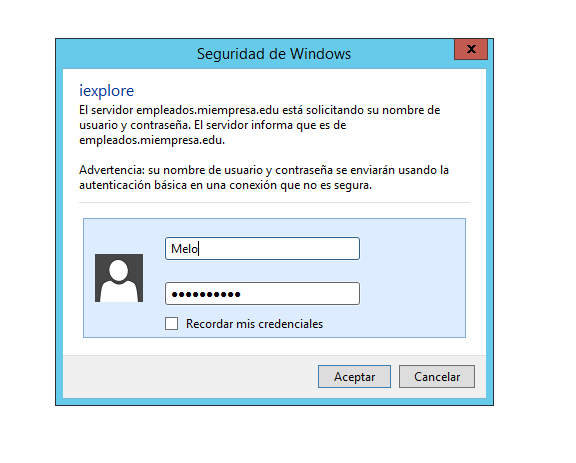 Seguridad de Windows
x
iexplore
El servidor empleados.miempresa.edu está solicitando su nombre de
usuario y contraseña. El servidor informa que es de
empleados.miempresa.edu.
Advertencia: su nombre de usuario y contraseña se enviarán usando la
autenticación básica en una conexión que no es segura.
Melo
●●●●●●●●●●
Recordar mis credenciales
Aceptar
Cancelar